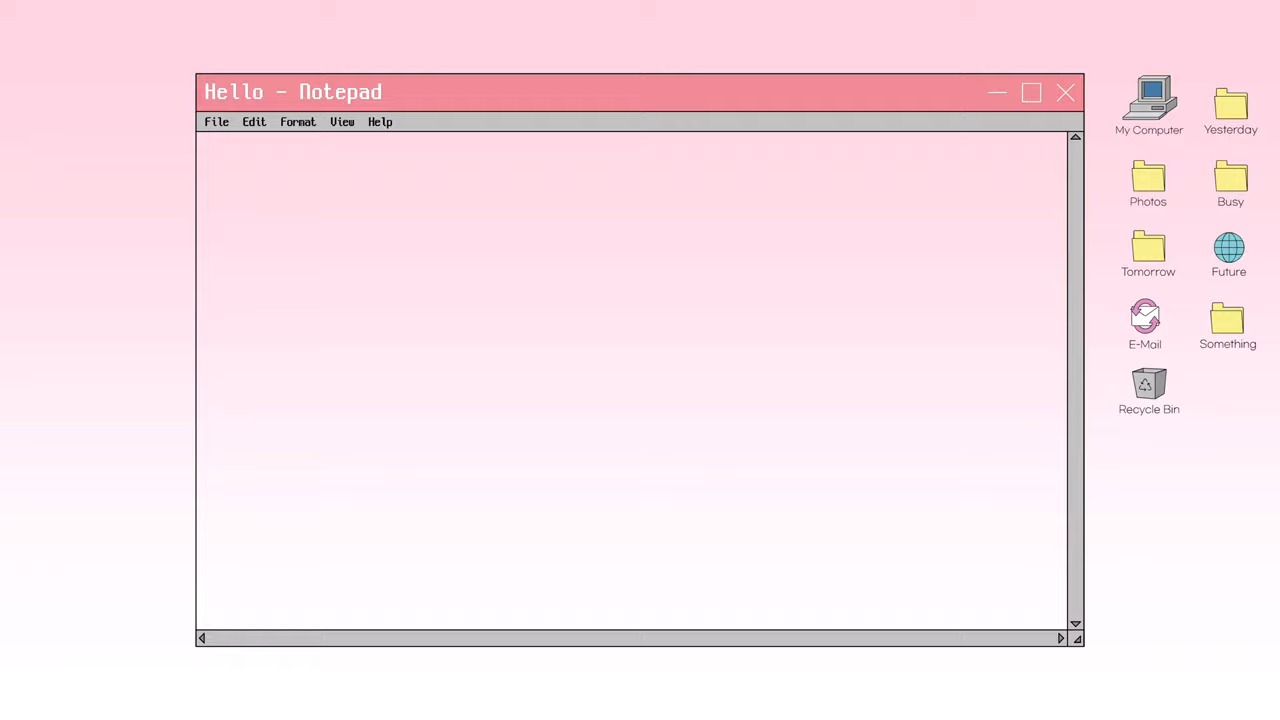 Hello - Notepad
File Edit Format View Help
My Computer
Yesterday
Photos
Busy
Tomorrow
Future
E-Mail
Something
Recycle Bin